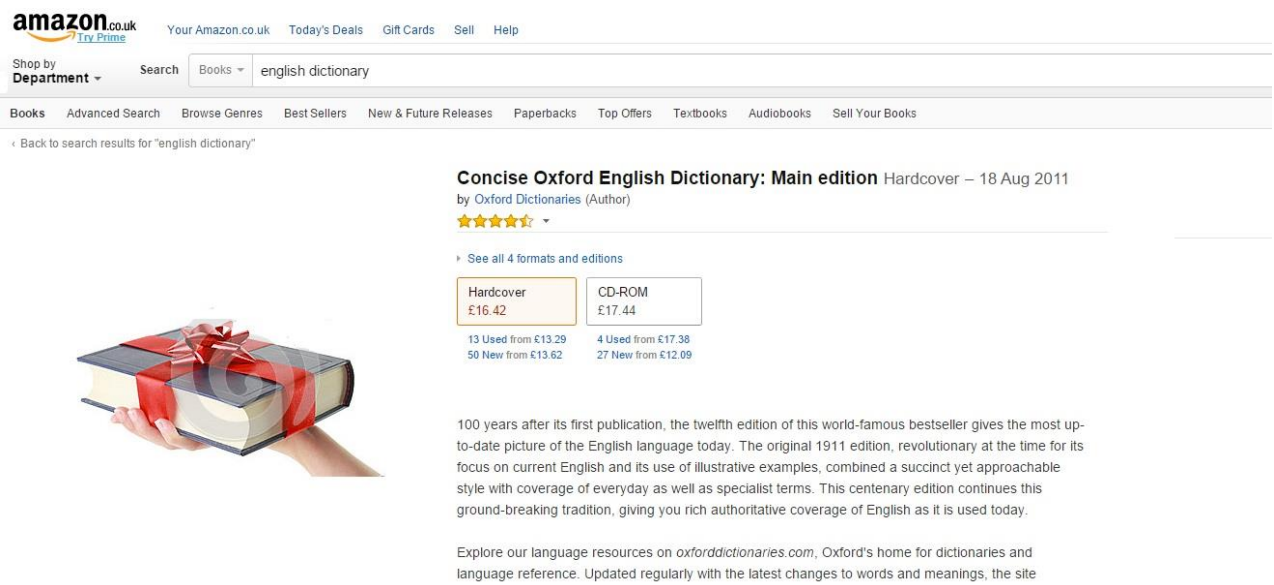 amazon.co.uk
Try Prime
Your Amazon.co.uk Today's Deals Gift Cards Sell Help
Shop by
Department
Search Books english dictionary
Books Advanced Search Browse Genres Best Sellers New & Future Releases Paperbacks Top Offers Textbooks Audiobooks Sell Your Books
‹ Back to search results for "english dictionary"
Concise Oxford English Dictionary: Main edition Hardcover – 18 Aug 2011
by Oxford Dictionaries (Author)
See all 4 formats and editions
Hardcover CD-ROM
£16.42 £17.44
13 Used from £13.29 4 Used from £17.38
50 New from £13.62 27 New from £12.09
100 years after its first publication, the twelfth edition of this world-famous bestseller gives the most up-
to-date picture of the English language today. The original 1911 edition, revolutionary at the time for its
focus on current English and its use of illustrative examples, combined a succinct yet approachable
style with coverage of everyday as well as specialist terms. This centenary edition continues this
ground-breaking tradition, giving you rich authoritative coverage of English as it is used today.
Explore our language resources on oxforddictionaries.com, Oxford's home for dictionaries and
language reference. Updated regularly with the latest changes to words and meanings, the site